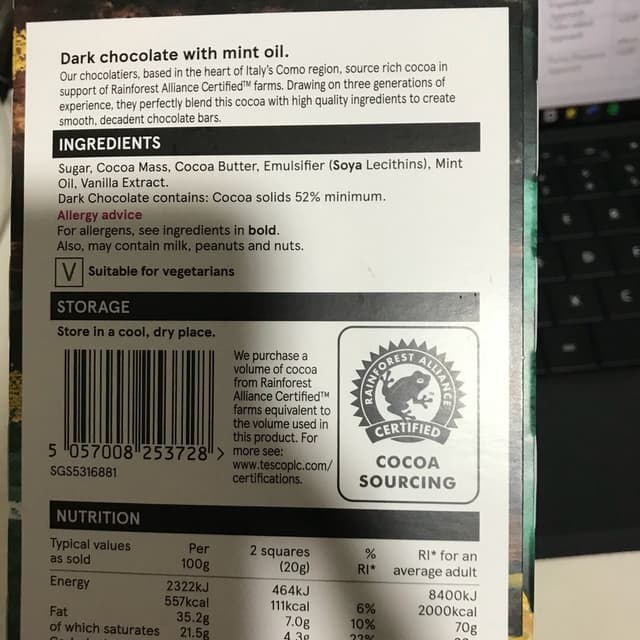 Dark chocolate with mint oil.
Our chocolatiers, based in the heart of Italy's Como region, source rich cocoa in
support of Rainforest Alliance Certified™ farms. Drawing on three generations of
experience, they perfectly blend this cocoa with high quality ingredients to create
smooth, decadent chocolate bars.
INGREDIENTS
Sugar, Cocoa Mass, Cocoa Butter, Emulsifier (Soya Lecithins), Mint
Oil, Vanilla Extract.
Dark Chocolate contains: Cocoa solids 52% minimum.
Allergy advice
For allergens, see ingredients in bold.
Also, may contain milk, peanuts and nuts.
V Suitable for vegetarians
STORAGE
Store in a cool, dry place.
5 057008 253728 >
SGS5316881
We purchase a
volume of cocoa
from Rainforest
Alliance Certified™
farms equivalent to
the volume used in
this product. For
more see:
www.tescoplc.com/
certifications.
RAINFOREST ALLIANCE
CERTIFIED
COCOA
SOURCING
NUTRITION
Typical values as sold Per 100g 2 squares (20g) % RI* RI* for an average adult
Energy 2322kJ 464kJ 8400kJ
557kcal 111kcal 6% 2000kcal
Fat 35.2g 7.0g 10% 70g
of which saturates 21.5g 4.3g